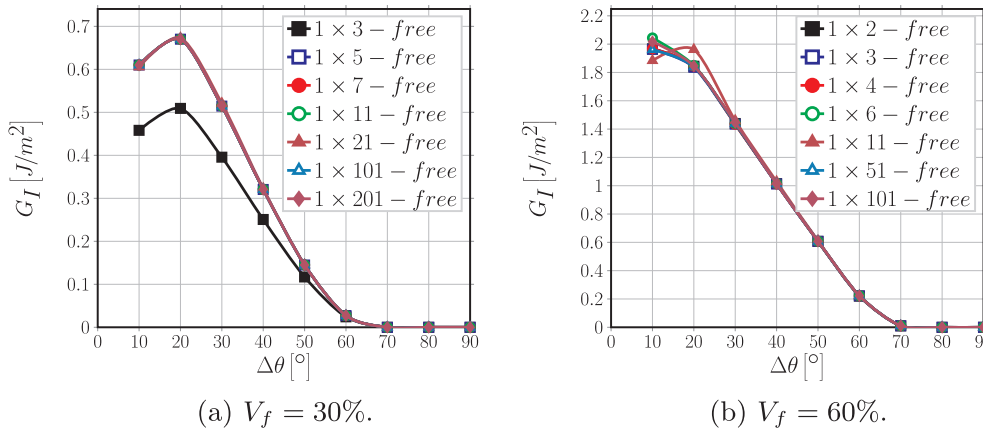 0.7
0.6
0.5
0.4
0.3
0.2
0.1
0
G_I [J/m²]
0 10 20 30 40 50 60 70 80 90
Δθ [°]
1 × 3 − free
1 × 5 − free
1 × 7 − free
1 × 11 − free
1 × 21 − free
1 × 101 − free
1 × 201 − free
(a) V_f = 30%.
2.2
2
1.8
1.6
1.4
1.2
1
0.8
0.6
0.4
0.2
0
G_I [J/m²]
0 10 20 30 40 50 60 70 80 9
Δθ [°]
1 × 2 − free
1 × 3 − free
1 × 4 − free
1 × 6 − free
1 × 11 − free
1 × 51 − free
1 × 101 − free
(b) V_f = 60%.